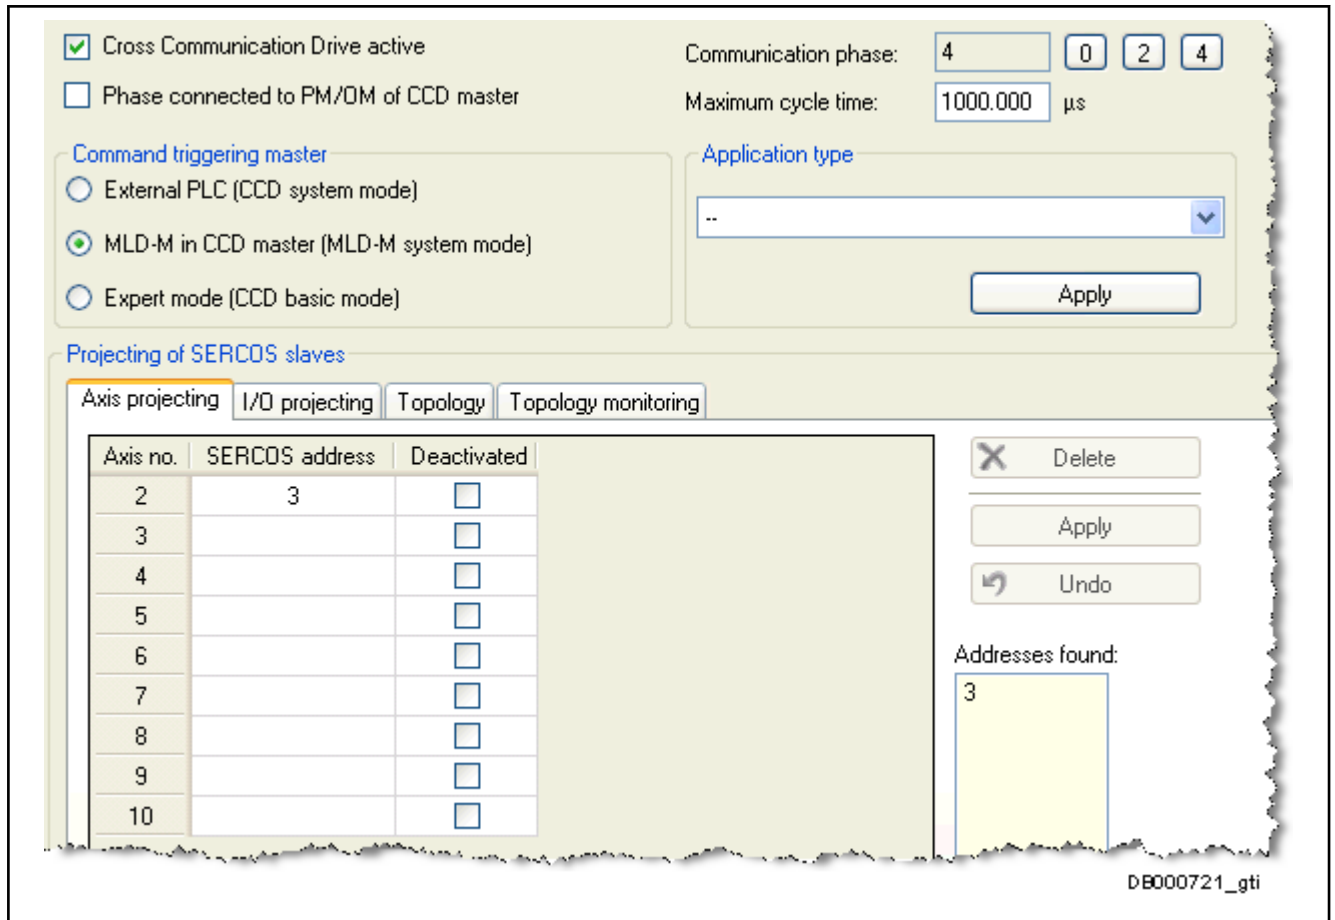 Cross Communication Drive active
Communication phase: 4 0 2 4
Phase connected to PM/OM of CCD master
Maximum cycle time: 1000.000 µs
Command triggering master
Application type
External PLC (CCD system mode)
--
MLD-M in CCD master (MLD-M system mode)
Expert mode (CCD basic mode)
Apply
Projecting of SERCOS slaves
Axis projecting I/O projecting Topology Topology monitoring
Axis no. SERCOS address Deactivated
Delete
2 3
3
Apply
4
Undo
5
6
Addresses found:
7
3
8
9
10
DB000721_gti